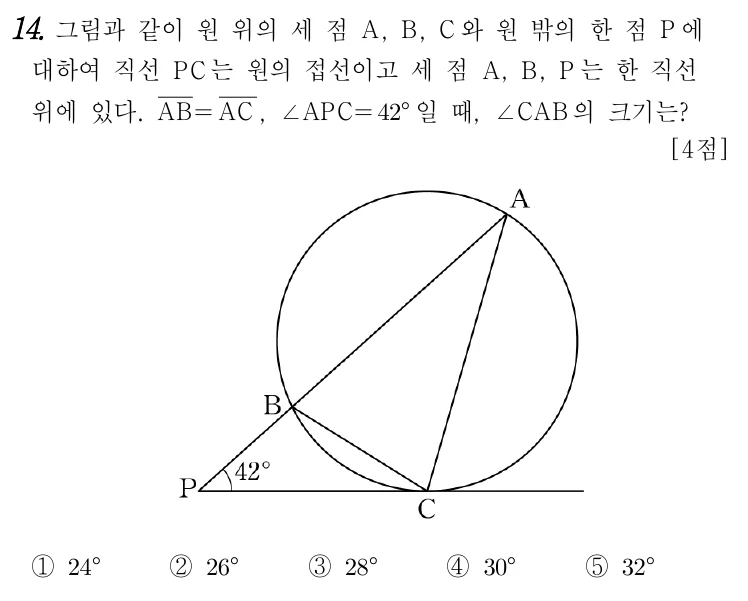 14. 그림과 같이 원 위의 세 점 A, B, C와 원 밖의 한 점 P에
대하여 직선 PC는 원의 접선이고 세 점 A, B, P는 한 직선
위에 있다. \overline{AB}=\overline{AC}, ∠APC=42°일 때, ∠CAB의 크기는?
[4점]
A
B
42°
P
C
① 24° ② 26° ③ 28° ④ 30° ⑤ 32°